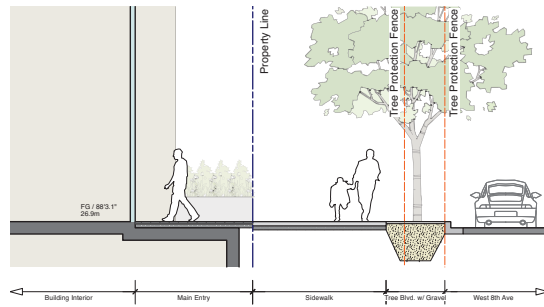 Property Line
Tree Protection Fence
Tree Protection Fence
FG / 88'3.1"
26.9m
Building Interior
Main Entry
Sidewalk
Tree Blvd. w/ Gravel
West 8th Ave